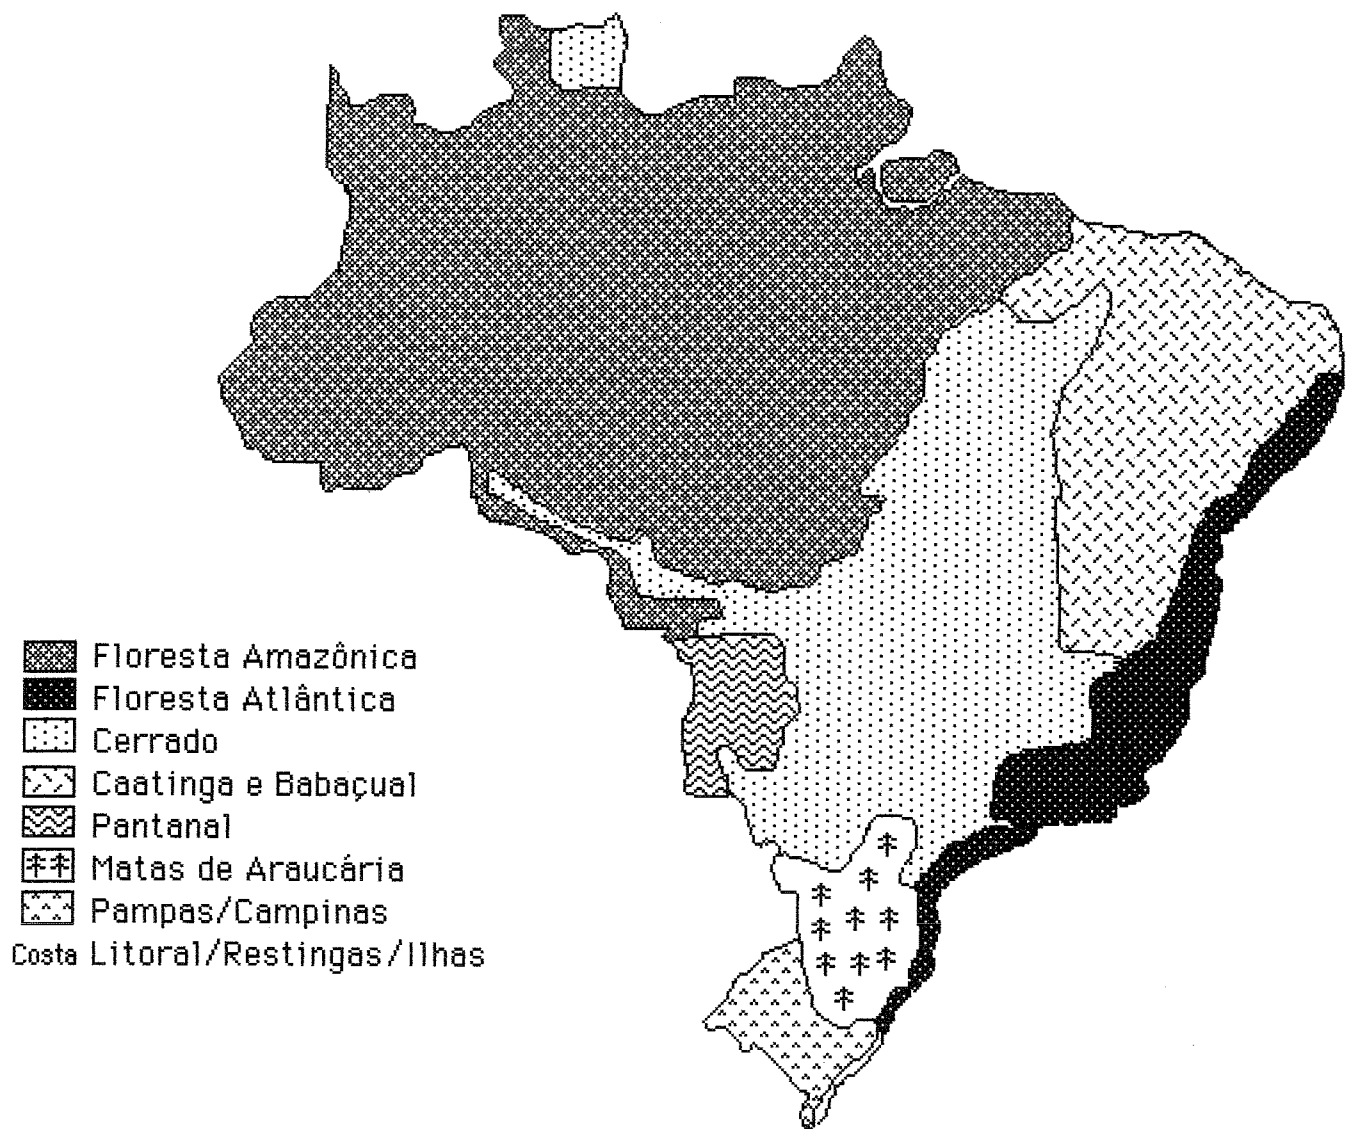 Floresta Amazônica
Floresta Atlântica
Cerrado
Caatinga e Babaçual
Pantanal
Matas de Araucária
Pampas/Campinas
Costa Litoral/Restingas/Ilhas